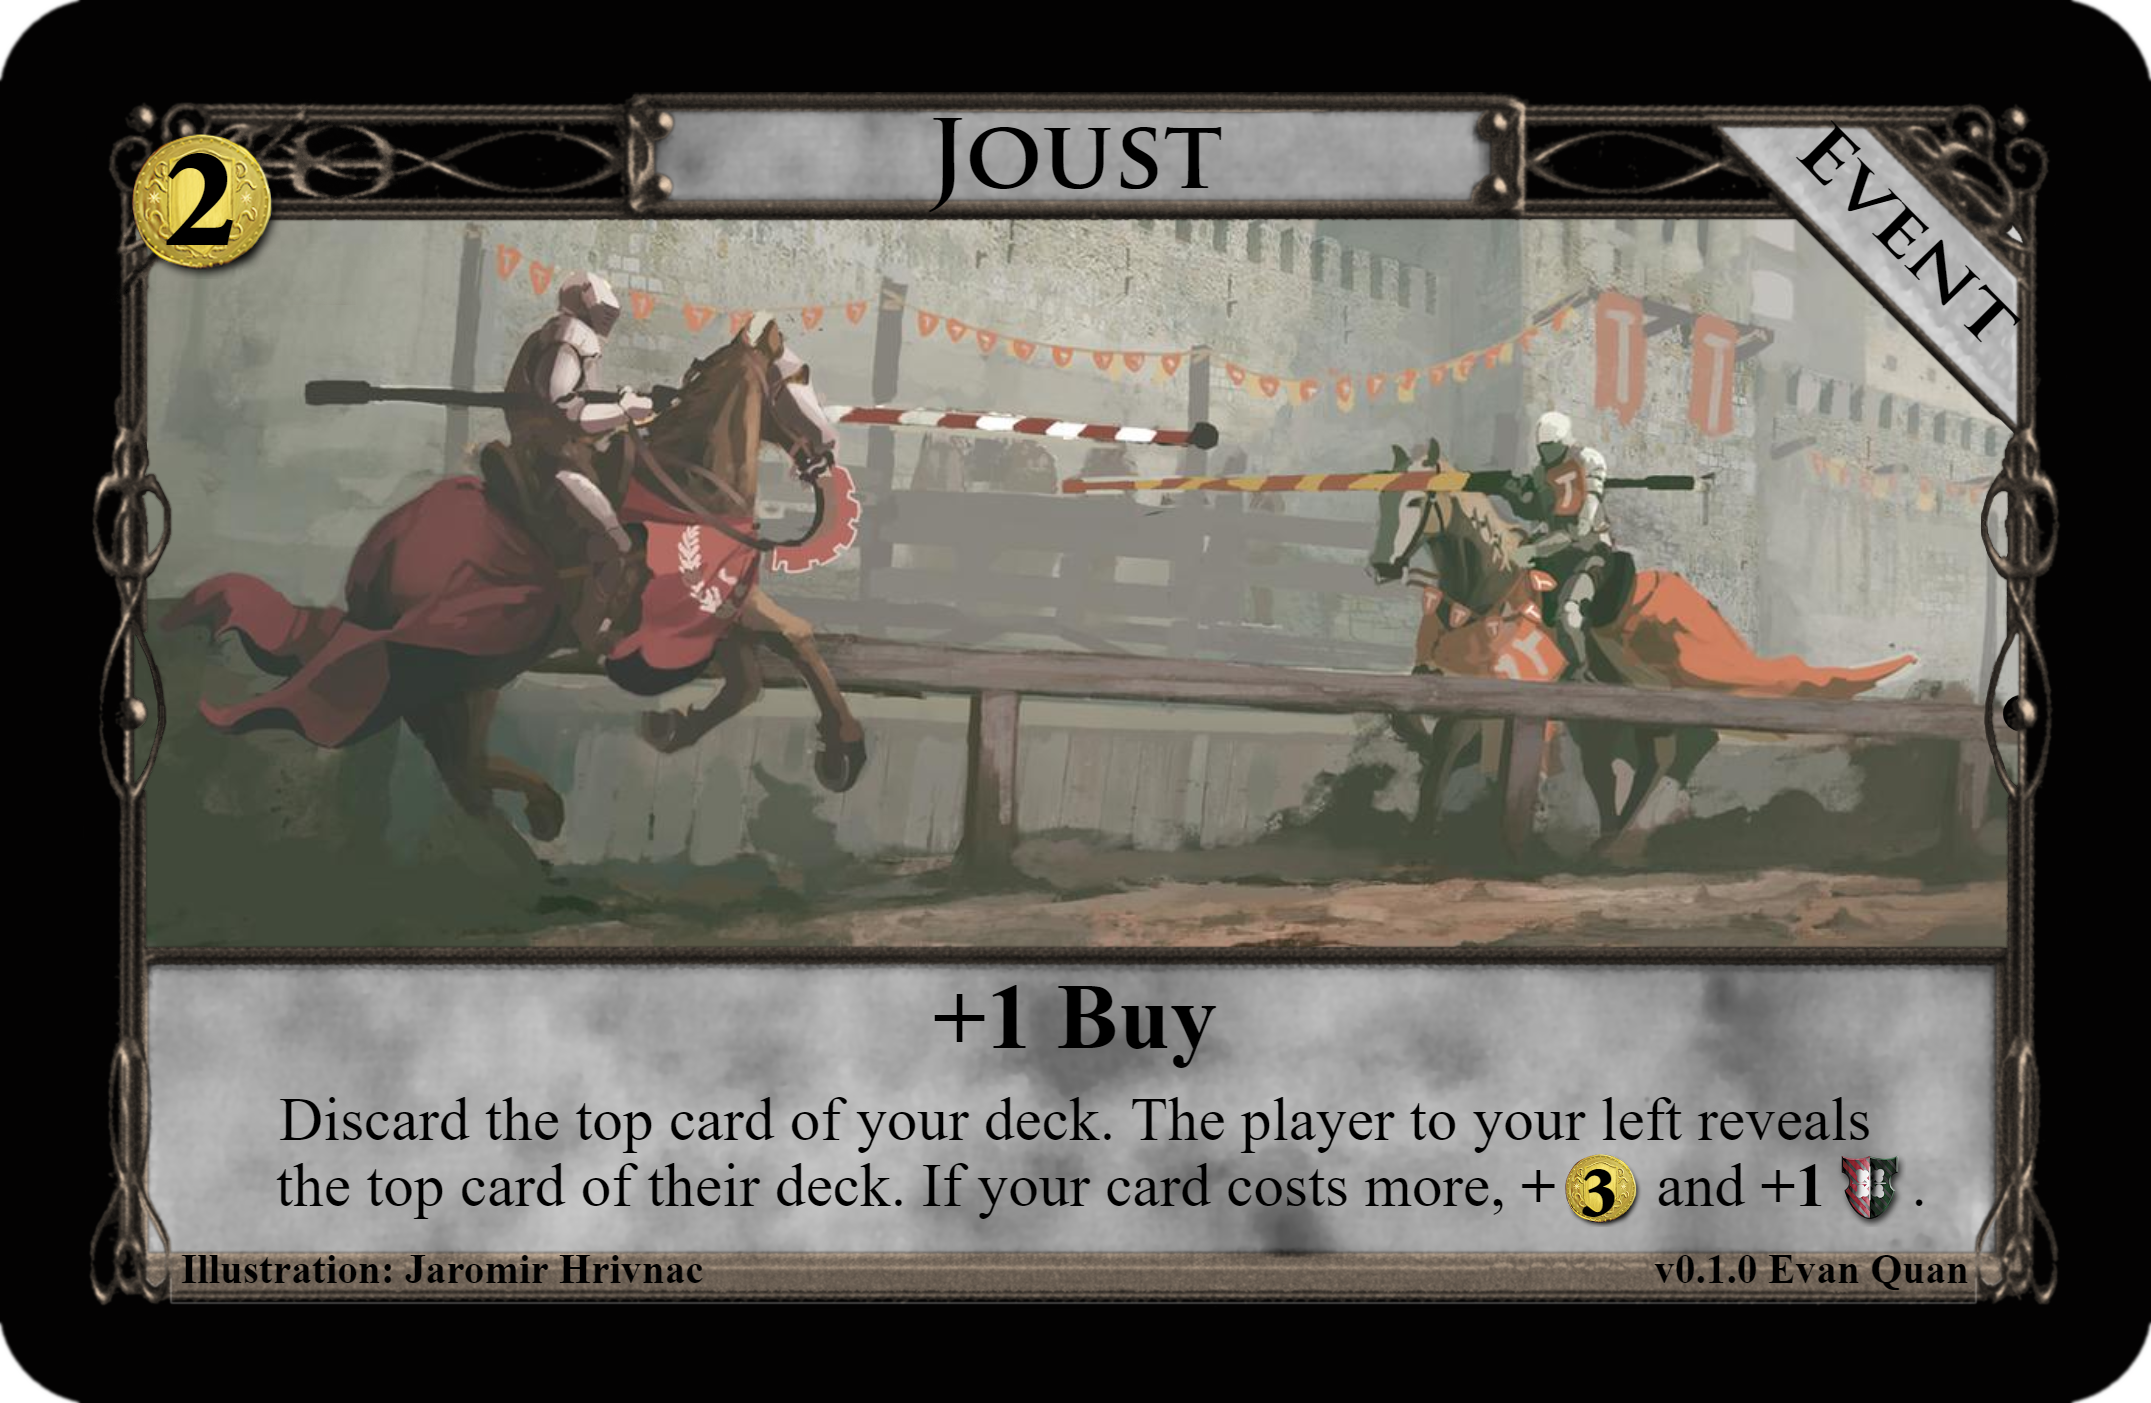 2
JOUST
EVENT
+1 Buy
Discard the top card of your deck. The player to your left reveals
the top card of their deck. If your card costs more, +3 and +1 .
Illustration: Jaromir Hrivnac
v0.1.0 Evan Quan